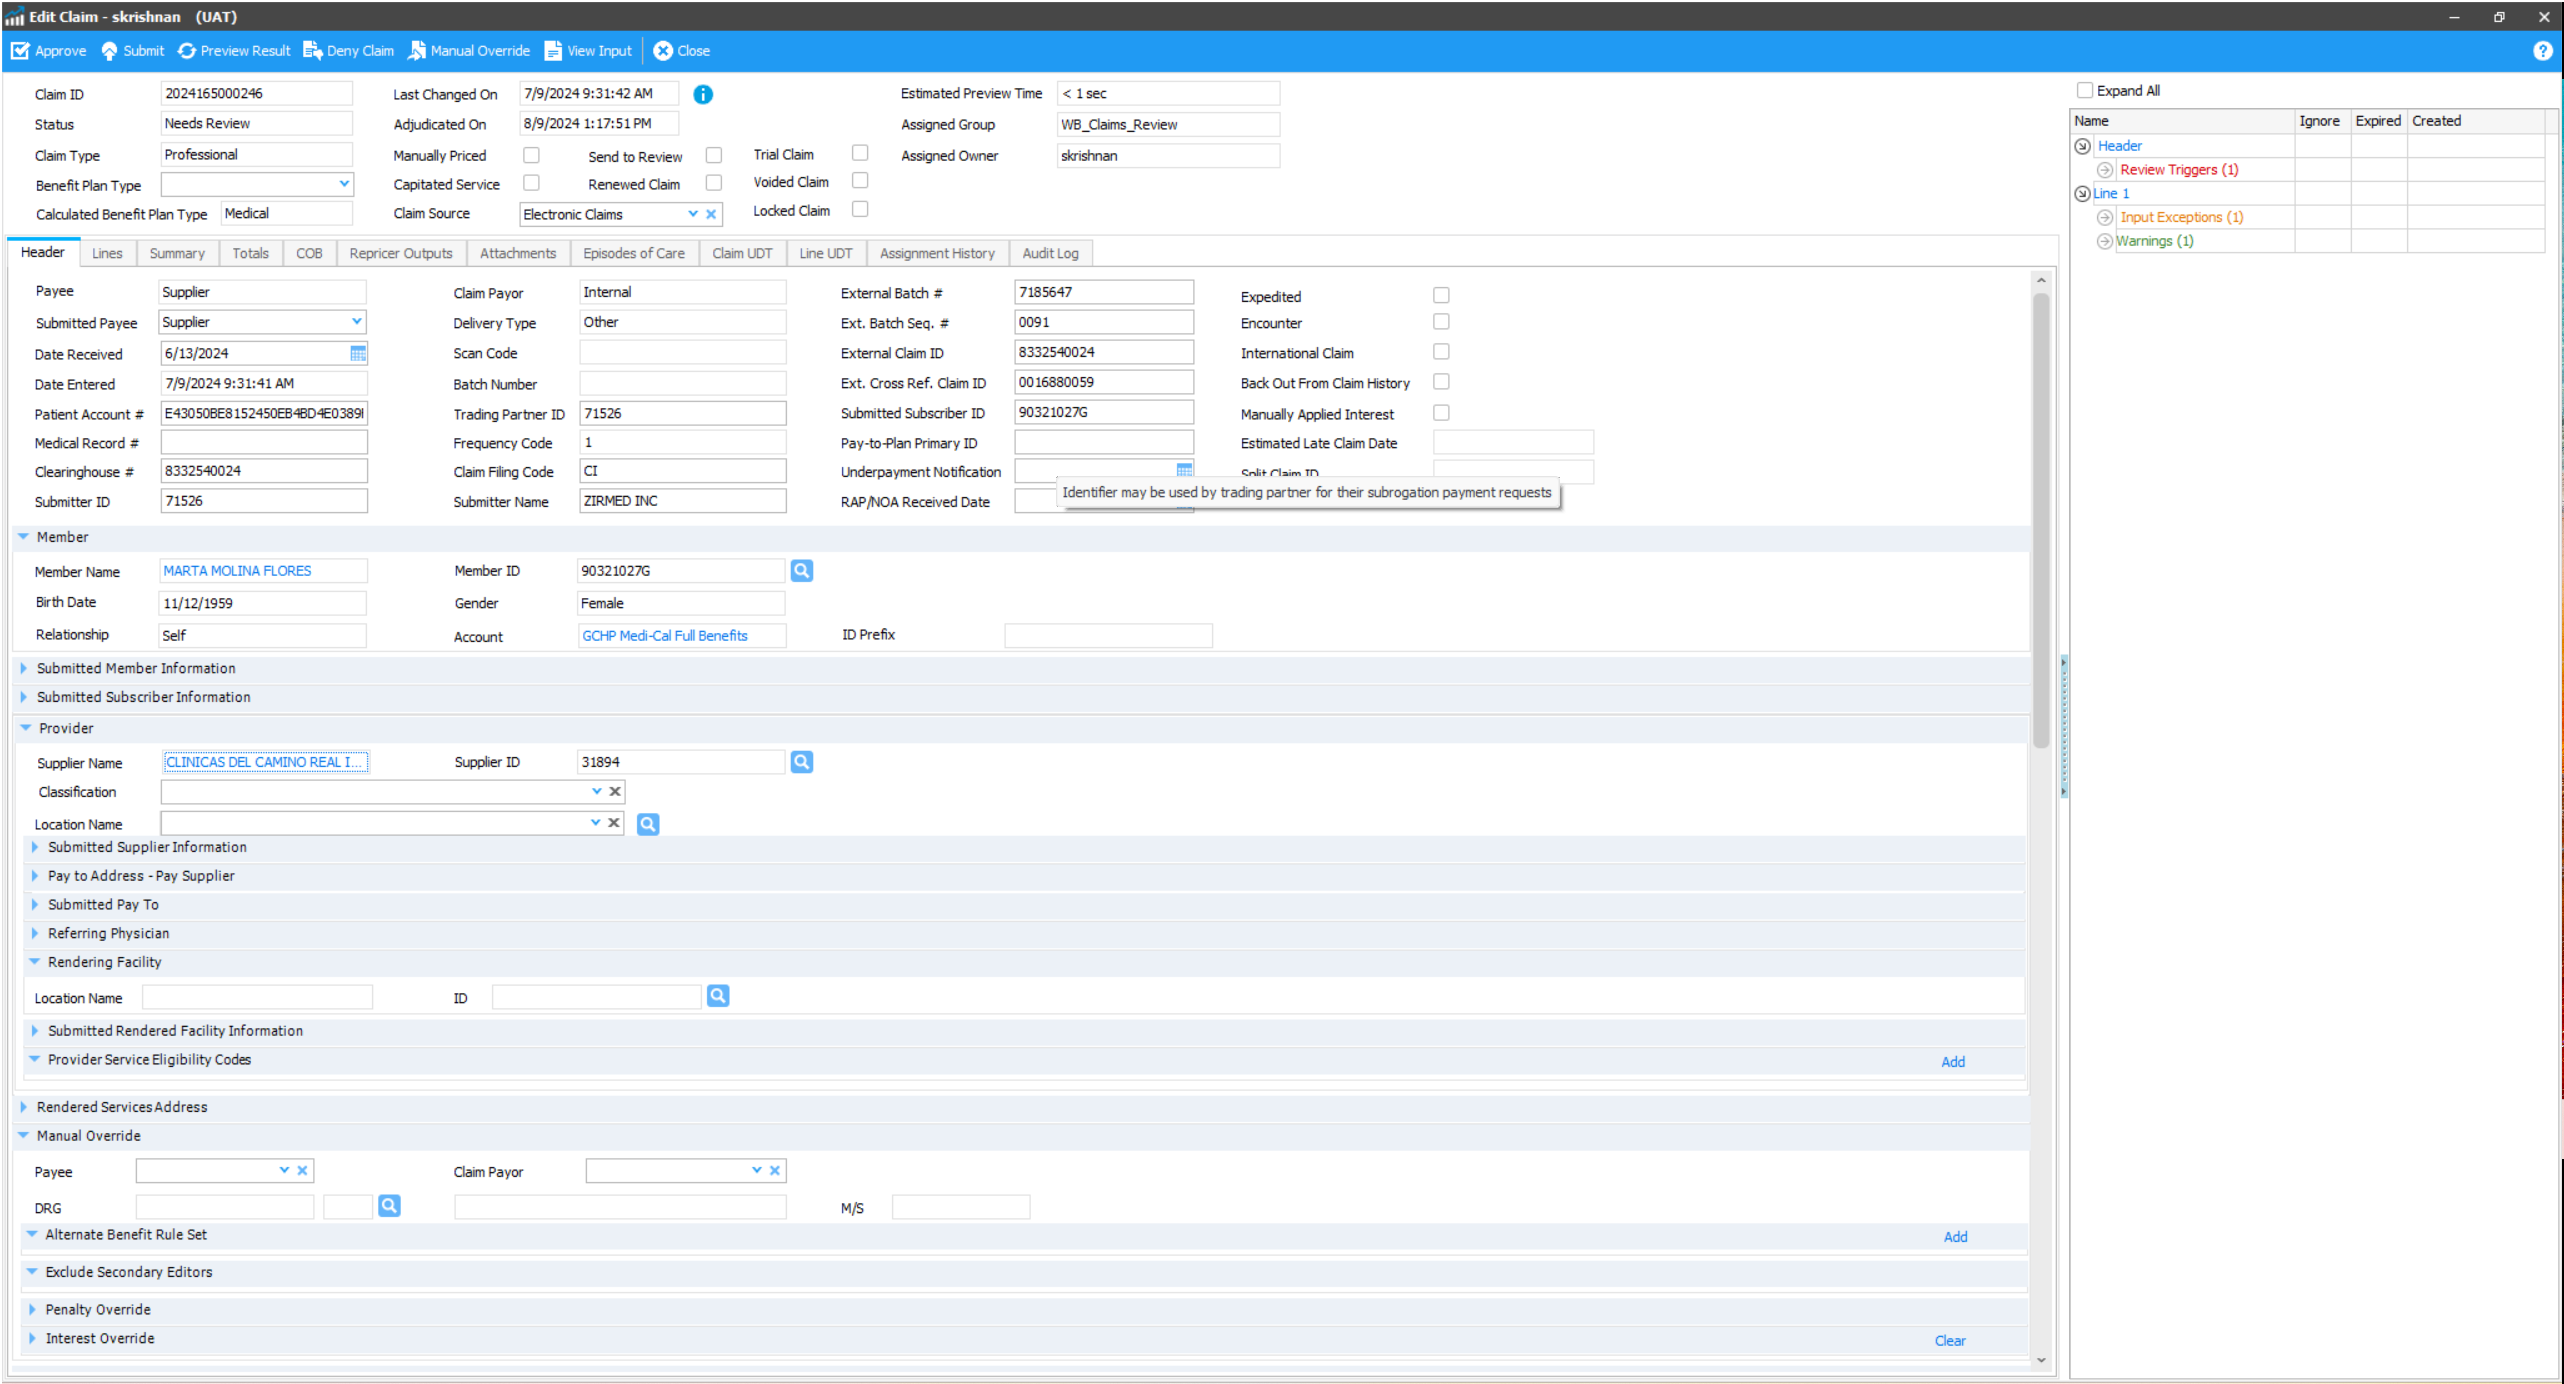 Edit Claim - skrishnan (UAT)
Approve Submit Preview Result Deny Claim Manual Override View Input Close
Claim ID 2024165000246 Last Changed On 7/9/2024 9:31:42 AM Estimated Preview Time < 1 sec
Status Needs Review Adjudicated On 8/9/2024 1:17:51 PM Assigned Group WB_Claims_Review
Claim Type Professional Manually Priced Send to Review Trial Claim Assigned Owner skrishnan
Benefit Plan Type Capitated Service Renewed Claim Voided Claim
Calculated Benefit Plan Type Medical Claim Source Electronic Claims Locked Claim
Expand All
Name Ignore Expired Created
Header
Review Triggers (1)
Line 1
Input Exceptions (1)
Warnings (1)
Header Lines Summary Totals COB Repricer Outputs Attachments Episodes of Care Claim UDT Line UDT Assignment History Audit Log
Payee Supplier Claim Payor Internal External Batch # 7185647 Expedited
Submitted Payee Supplier Delivery Type Other Ext. Batch Seq. # 0091 Encounter
Date Received 6/13/2024 Scan Code External Claim ID 8332540024 International Claim
Date Entered 7/9/2024 9:31:41 AM Batch Number Ext. Cross Ref. Claim ID 0016880059 Back Out From Claim History
Patient Account # E43050BE8152450EB4BD4E0389 Trading Partner ID 71526 Submitted Subscriber ID 90321027G Manually Applied Interest
Medical Record # Frequency Code 1 Pay-to-Plan Primary ID Estimated Late Claim Date
Clearinghouse # 8332540024 Claim Filing Code CI Underpayment Notification Split Claim ID
Identifier may be used by trading partner for their subrogation payment requests
Submitter ID 71526 Submitter Name ZIRMED INC RAP/NOA Received Date
Member
Member Name MARTA MOLINA FLORES Member ID 90321027G
Birth Date 11/12/1959 Gender Female
Relationship Self Account GCHP Medi-Cal Full Benefits ID Prefix
Submitted Member Information
Submitted Subscriber Information
Provider
Supplier Name CLINICAS DEL CAMINO REAL I... Supplier ID 31894
Classification
Location Name
Submitted Supplier Information
Pay to Address - Pay Supplier
Submitted Pay To
Referring Physician
Rendering Facility
Location Name ID
Submitted Rendered Facility Information
Provider Service Eligibility Codes Add
Rendered Services Address
Manual Override
Payee Claim Payor
DRG M/S
Alternate Benefit Rule Set Add
Exclude Secondary Editors
Penalty Override
Interest Override Clear